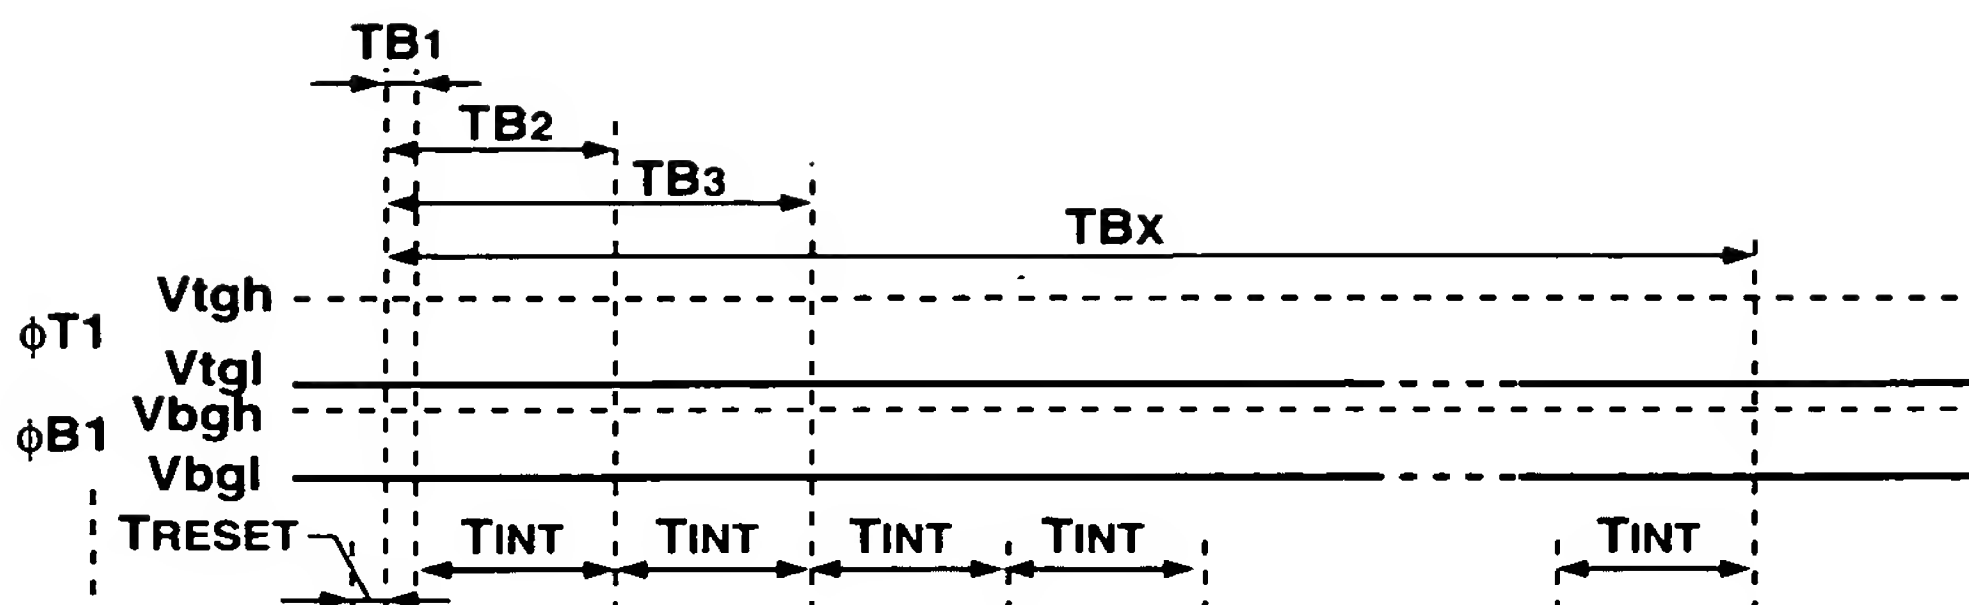 TB1
TB2
TB3
TBX
Vtgh
φT1
Vtgl
Vbgh
φB1
Vbgl
TRESET TINT TINT TINT TINT TINT